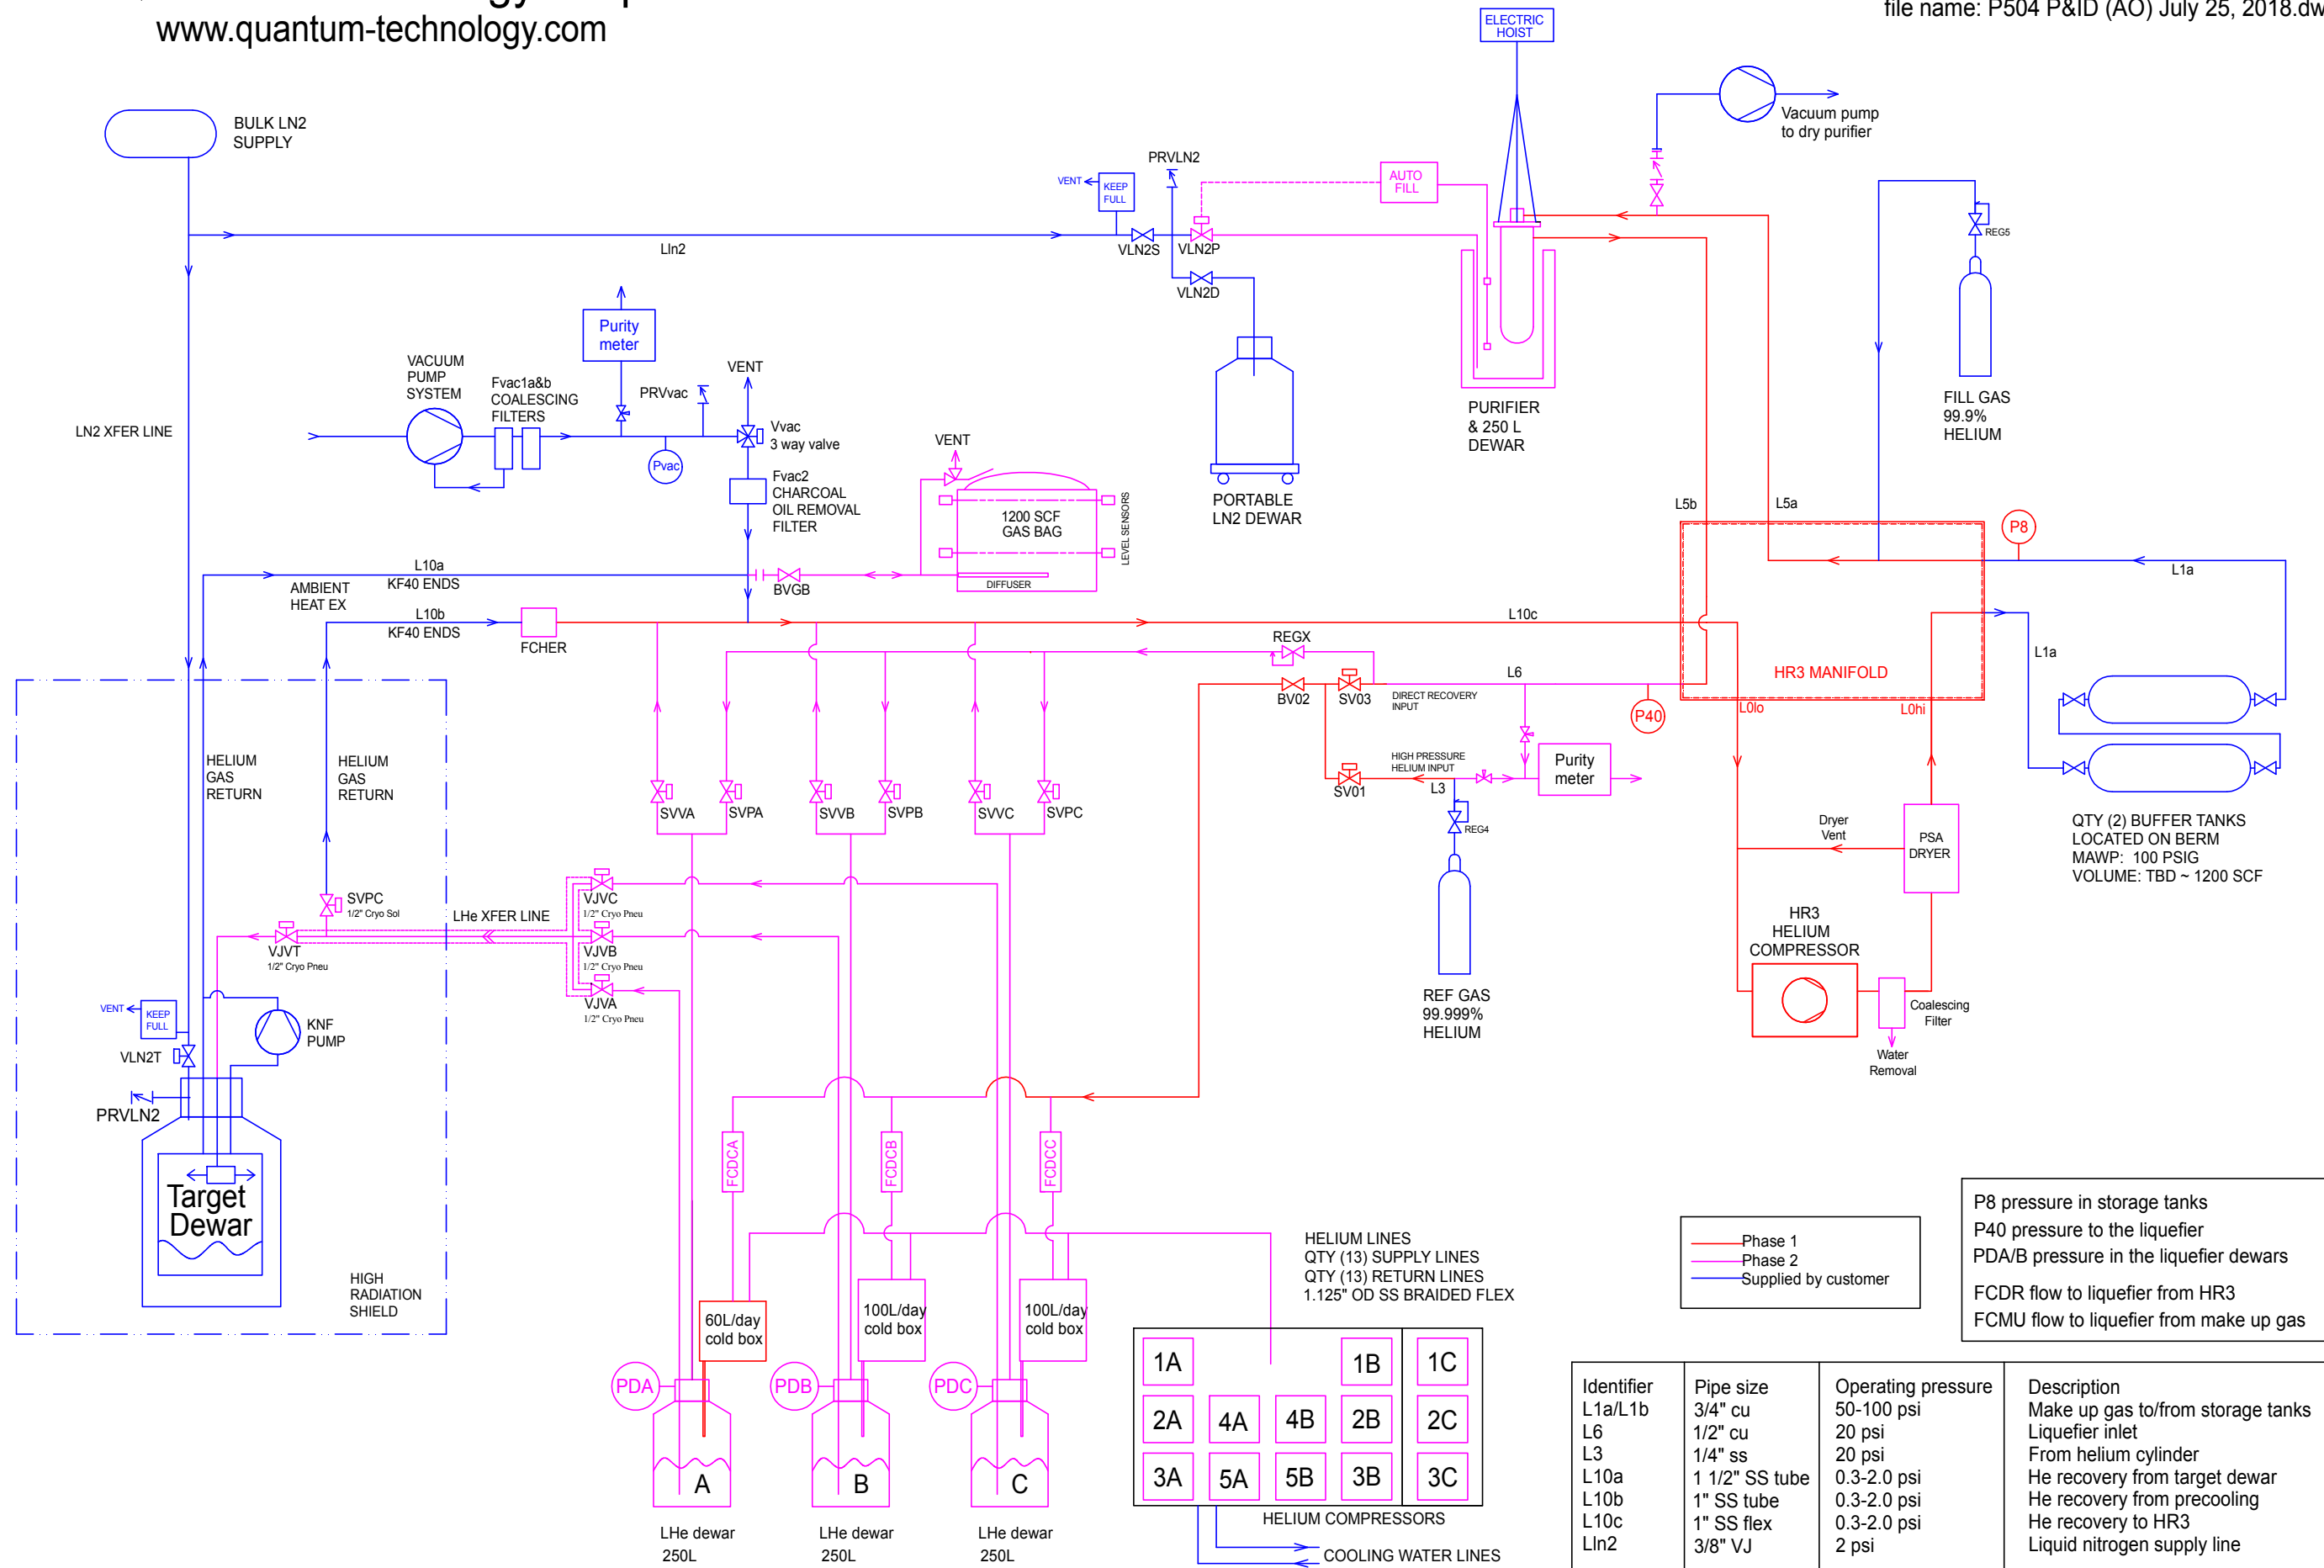 www.quantum-technology.com
file name: P504 P&ID (AO) July 25, 2018.dw
ELECTRIC
HOIST
Vacuum pump
to dry purifier
BULK LN2
SUPPLY
PRVLN2
VENT
KEEP
FULL
AUTO
FILL
VLN2S
VLN2P
LIn2
VLN2D
REG5
FILL GAS
99.9%
HELIUM
PURIFIER
& 250 L
DEWAR
PORTABLE
LN2 DEWAR
LN2 XFER LINE
VACUUM
PUMP
SYSTEM
Fvac1a&b
COALESCING
FILTERS
Purity
meter
PRVvac
VENT
Vvac
3 way valve
Pvac
Fvac2
CHARCOAL
OIL REMOVAL
FILTER
VENT
1200 SCF
GAS BAG
LEVEL SENSORS
DIFFUSER
BVGB
L5b
L5a
P8
L1a
L10a
KF40 ENDS
AMBIENT
HEAT EX
L10b
KF40 ENDS
FCHER
L10c
REGX
BV02
SV03
DIRECT RECOVERY
INPUT
L6
P40
HR3 MANIFOLD
L0lo
L0hi
L1a
HELIUM
GAS
RETURN
HELIUM
GAS
RETURN
SVVA
SVPA
SVVB
SVPB
SVVC
SVPC
SV01
HIGH PRESSURE
HELIUM INPUT
L3
Purity
meter
REG4
REF GAS
99.999%
HELIUM
Dryer
Vent
PSA
DRYER
QTY (2) BUFFER TANKS
LOCATED ON BERM
MAWP: 100 PSIG
VOLUME: TBD ~ 1200 SCF
HR3
HELIUM
COMPRESSOR
Coalescing
Filter
Water
Removal
SVPC
1/2" Cryo Sol
LHe XFER LINE
VJVT
1/2" Cryo Pneu
VJVC
1/2" Cryo Pneu
VJVB
1/2" Cryo Pneu
VJVA
1/2" Cryo Pneu
VENT
KEEP
FULL
KNF
PUMP
VLN2T
PRVLN2
Target
Dewar
HIGH
RADIATION
SHIELD
FCDCA
FCDCB
FCDCC
60L/day
cold box
100L/day
cold box
100L/day
cold box
PDA
PDB
PDC
A
B
C
LHe dewar
250L
LHe dewar
250L
LHe dewar
250L
HELIUM LINES
QTY (13) SUPPLY LINES
QTY (13) RETURN LINES
1.125" OD SS BRAIDED FLEX
1A 1B 1C
2A 4A 4B 2B 2C
3A 5A 5B 3B 3C
HELIUM COMPRESSORS
COOLING WATER LINES
Phase 1
Phase 2
Supplied by customer
P8 pressure in storage tanks
P40 pressure to the liquefier
PDA/B pressure in the liquefier dewars
FCDR flow to liquefier from HR3
FCMU flow to liquefier from make up gas
Identifier Pipe size Operating pressure Description
L1a/L1b 3/4" cu 50-100 psi Make up gas to/from storage tanks
L6 1/2" cu 20 psi Liquefier inlet
L3 1/4" ss 20 psi From helium cylinder
L10a 1 1/2" SS tube 0.3-2.0 psi He recovery from target dewar
L10b 1" SS tube 0.3-2.0 psi He recovery from precooling
L10c 1" SS flex 0.3-2.0 psi He recovery to HR3
LIn2 3/8" VJ 2 psi Liquid nitrogen supply line